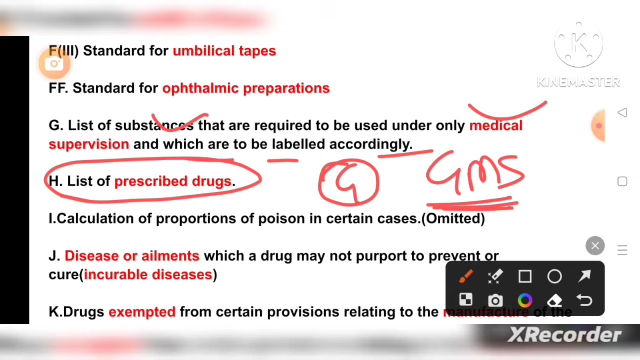 F(III) Standard for umbilical tapes
FF. Standard for ophthalmic preparations
G. List of substances that are required to be used under only medical
supervision and which are to be labelled accordingly.
H. List of prescribed drugs.
G
GMS
I.Calculation of proportions of poison in certain cases.(Omitted)
J. Disease or ailments which a drug may not purport to prevent or
cure(incurable diseases)
K.Drugs exempted from certain provisions relating to the manufacture of the
KINEMASTER
XRecorder